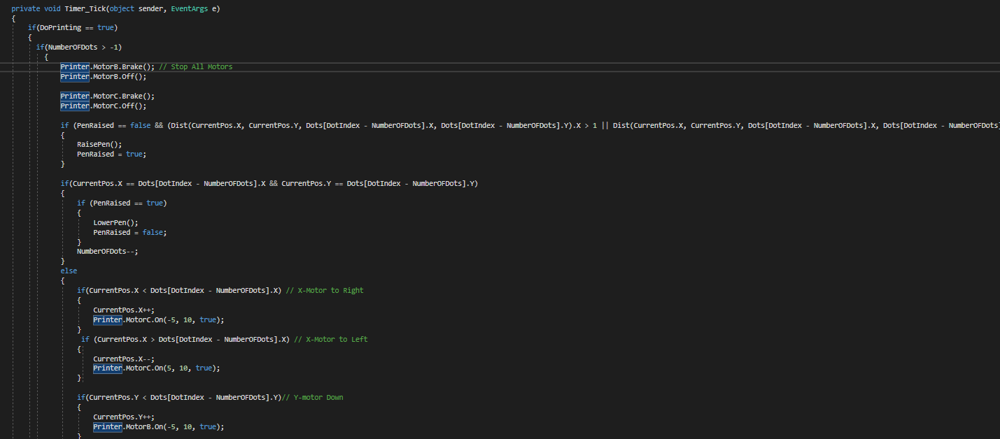 private void Timer_Tick(object sender, EventArgs e)
{
if(DoPrinting == true)
{
if(NumberOFDots > -1)
{
Printer.MotorB.Brake(); // Stop All Motors
Printer.MotorB.Off();
Printer.MotorC.Brake();
Printer.MotorC.Off();
if (PenRaised == false && (Dist(CurrentPos.X, CurrentPos.Y, Dots[DotIndex - NumberOFDots].X, Dots[DotIndex - NumberOFDots].Y).X > 1 || Dist(CurrentPos.X, CurrentPos.Y, Dots[DotIndex - NumberOFDots].X, Dots[DotIndex - NumberOFDots]
{
RaisePen();
PenRaised = true;
}
if(CurrentPos.X == Dots[DotIndex - NumberOFDots].X && CurrentPos.Y == Dots[DotIndex - NumberOFDots].Y)
{
if (PenRaised == true)
{
LowerPen();
PenRaised = false;
}
NumberOFDots--;
}
else
{
if(CurrentPos.X < Dots[DotIndex - NumberOFDots].X) // X-Motor to Right
{
CurrentPos.X++;
Printer.MotorC.On(-5, 10, true);
}
if (CurrentPos.X > Dots[DotIndex - NumberOFDots].X) // X-Motor to Left
{
CurrentPos.X--;
Printer.MotorC.On(5, 10, true);
}
if(CurrentPos.Y < Dots[DotIndex - NumberOFDots].Y)// Y-motor Down
{
CurrentPos.Y++;
Printer.MotorB.On(-5, 10, true);
}